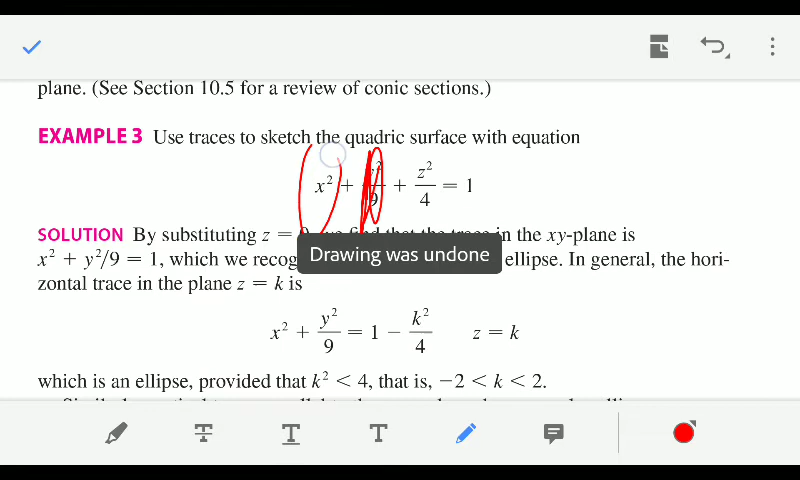 plane. (See Section 10.5 for a review of conic sections.)
EXAMPLE 3 Use traces to sketch the quadric surface with equation
x² + y²/9 + z²/4 = 1
SOLUTION By substituting z = in the xy-plane is
Drawing was undone
x² + y²/9 = 1, which we ellipse. In general, the hori-
zontal trace in the plane z = k is
x² + y²/9 = 1 − k²/4 z = k
which is an ellipse, provided that k² < 4, that is, −2 < k < 2.
T
T
T